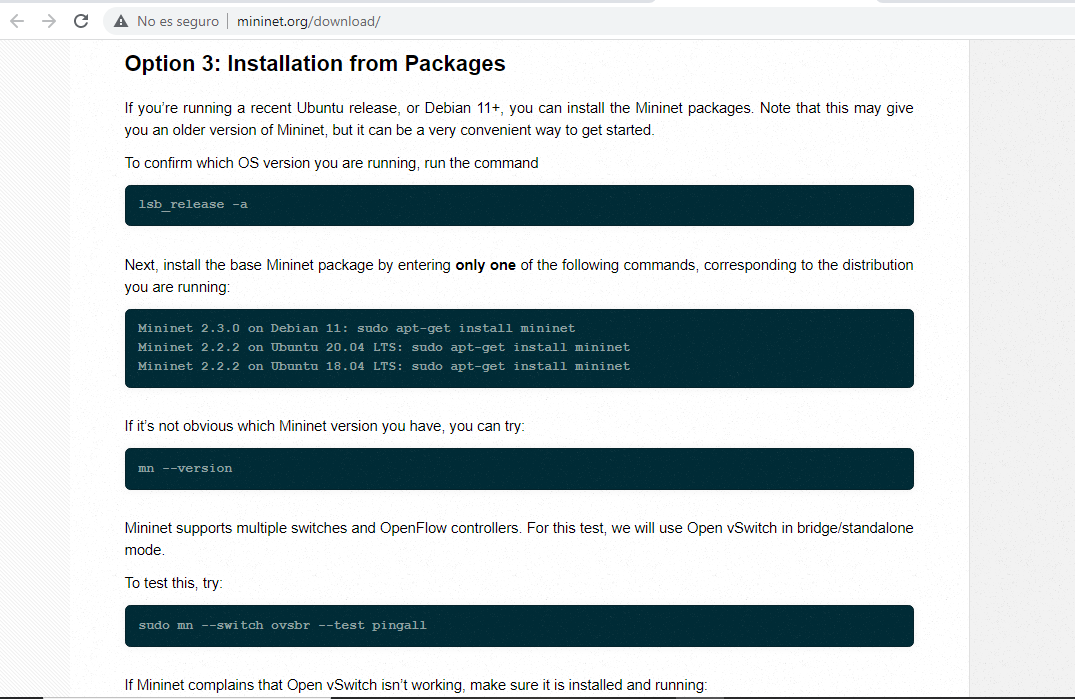 No es seguro mininet.org/download/
Option 3: Installation from Packages
If you’re running a recent Ubuntu release, or Debian 11+, you can install the Mininet packages. Note that this may give
you an older version of Mininet, but it can be a very convenient way to get started.
To confirm which OS version you are running, run the command
lsb_release -a
Next, install the base Mininet package by entering only one of the following commands, corresponding to the distribution
you are running:
Mininet 2.3.0 on Debian 11: sudo apt-get install mininet
Mininet 2.2.2 on Ubuntu 20.04 LTS: sudo apt-get install mininet
Mininet 2.2.2 on Ubuntu 18.04 LTS: sudo apt-get install mininet
If it’s not obvious which Mininet version you have, you can try:
mn --version
Mininet supports multiple switches and OpenFlow controllers. For this test, we will use Open vSwitch in bridge/standalone
mode.
To test this, try:
sudo mn --switch ovsbr --test pingall
If Mininet complains that Open vSwitch isn’t working, make sure it is installed and running: